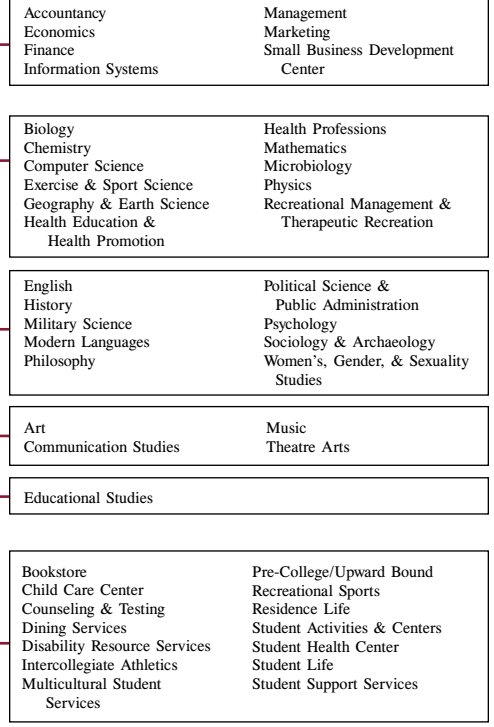 Accountancy
Economics
Finance
Information Systems
Management
Marketing
Small Business Development
Center
Biology
Chemistry
Computer Science
Exercise & Sport Science
Geography & Earth Science
Health Education &
Health Promotion
Health Professions
Mathematics
Microbiology
Physics
Recreational Management &
Therapeutic Recreation
English
History
Military Science
Modern Languages
Philosophy
Political Science &
Public Administration
Psychology
Sociology & Archaeology
Women's, Gender, & Sexuality
Studies
Art
Communication Studies
Music
Theatre Arts
Educational Studies
Bookstore
Child Care Center
Counseling & Testing
Dining Services
Disability Resource Services
Intercollegiate Athletics
Multicultural Student
Services
Pre-College/Upward Bound
Recreational Sports
Residence Life
Student Activities & Centers
Student Health Center
Student Life
Student Support Services